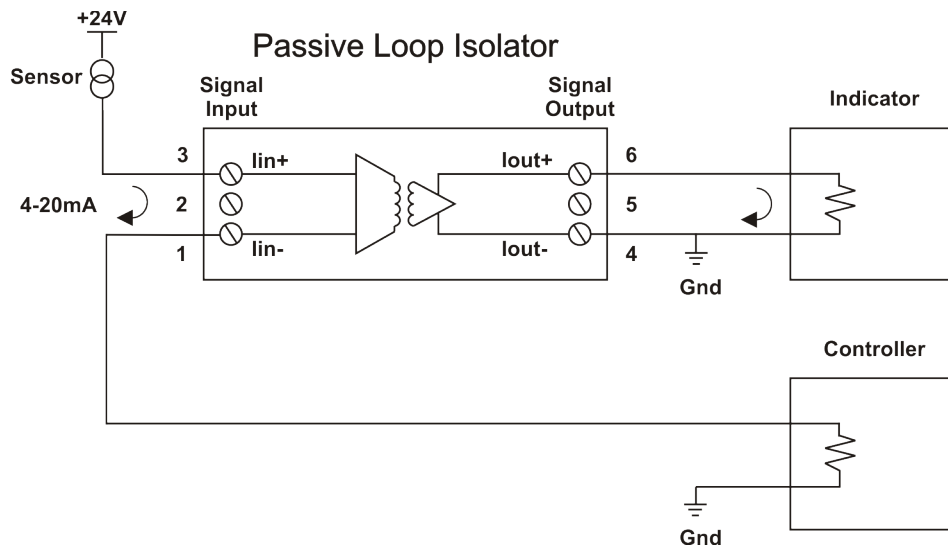 +24V
Passive Loop Isolator
Sensor
Signal
Input
Signal
Output
Indicator
3
Iin+
Iout+
6
4-20mA
2
5
1
Iin-
Iout-
4
Gnd
Controller
Gnd